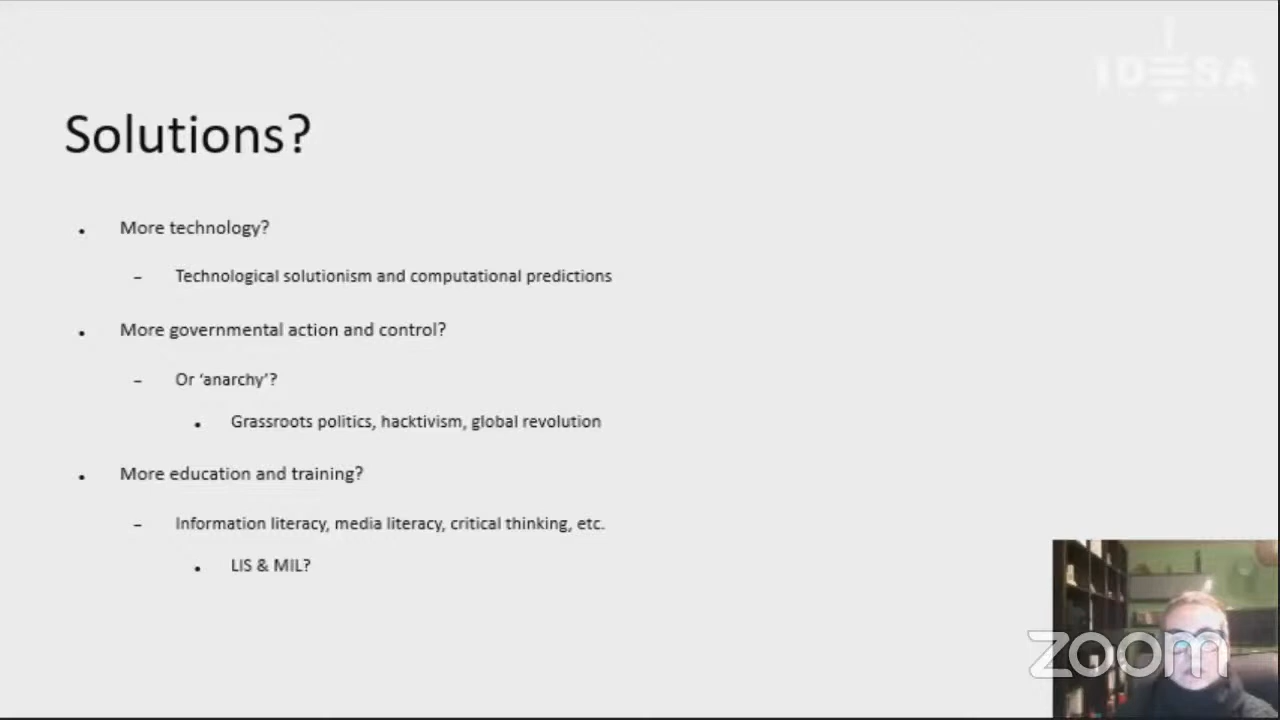 IDESA
Solutions?
• More technology?
– Technological solutionism and computational predictions
• More governmental action and control?
– Or ‘anarchy’?
• Grassroots politics, hacktivism, global revolution
• More education and training?
– Information literacy, media literacy, critical thinking, etc.
• LIS & MIL?
zoom